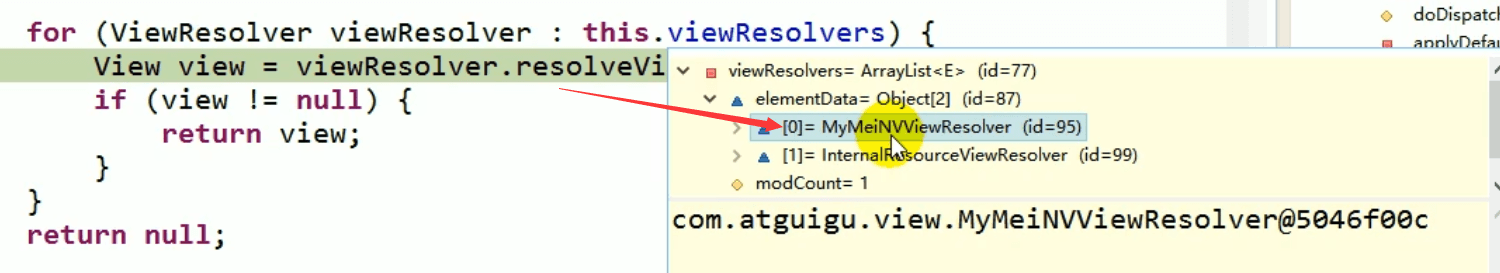 for (ViewResolver viewResolver : this.viewResolvers) {
View view = viewResolver.resolveVi
if (view != null) {
return view;
}
}
return null;
doDispatch
applyDefau
viewResolvers= ArrayList<E> (id=77)
elementData= Object[2] (id=87)
[0]= MyMeiNVViewResolver (id=95)
[1]= InternalResourceViewResolver (id=99)
modCount= 1
com.atguigu.view.MyMeiNVViewResolver@5046f00c